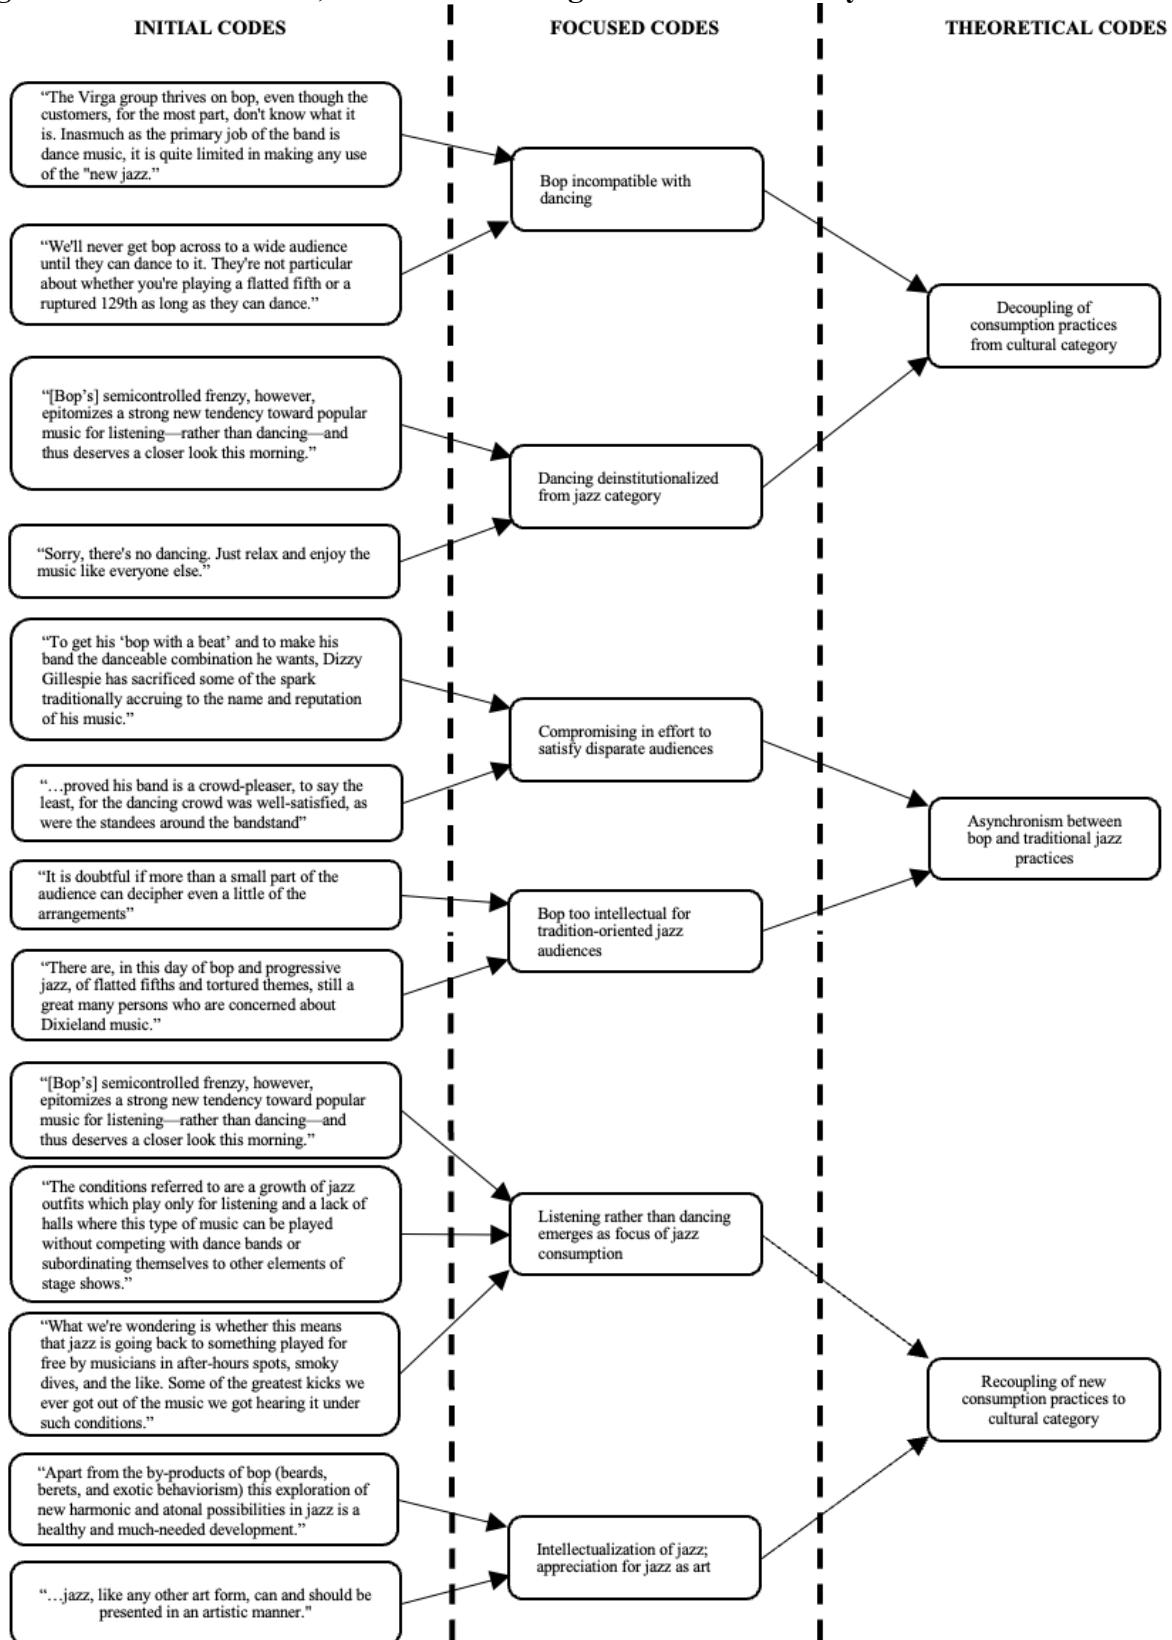 INITIAL CODES
FOCUSED CODES
THEORETICAL CODES
“The Virga group thrives on bop, even though the
customers, for the most part, don't know what it
is. Inasmuch as the primary job of the band is
dance music, it is quite limited in making any use
of the "new jazz.”
“We'll never get bop across to a wide audience
until they can dance to it. They're not particular
about whether you're playing a flatted fifth or a
ruptured 129th as long as they can dance.”
“[Bop’s] semicontrolled frenzy, however,
epitomizes a strong new tendency toward popular
music for listening—rather than dancing—and
thus deserves a closer look this morning.”
“Sorry, there's no dancing. Just relax and enjoy the
music like everyone else.”
“To get his ‘bop with a beat’ and to make his
band the danceable combination he wants, Dizzy
Gillespie has sacrificed some of the spark
traditionally accruing to the name and reputation
of his music.”
“…proved his band is a crowd-pleaser, to say the
least, for the dancing crowd was well-satisfied, as
were the standees around the bandstand”
“It is doubtful if more than a small part of the
audience can decipher even a little of the
arrangements”
“There are, in this day of bop and progressive
jazz, of flatted fifths and tortured themes, still a
great many persons who are concerned about
Dixieland music.”
“[Bop’s] semicontrolled frenzy, however,
epitomizes a strong new tendency toward popular
music for listening—rather than dancing—and
thus deserves a closer look this morning.”
“The conditions referred to are a growth of jazz
outfits which play only for listening and a lack of
halls where this type of music can be played
without competing with dance bands or
subordinating themselves to other elements of
stage shows.”
“What we're wondering is whether this means
that jazz is going back to something played for
free by musicians in after-hours spots, smoky
dives, and the like. Some of the greatest kicks we
ever got out of the music we got hearing it under
such conditions.”
“Apart from the by-products of bop (beards,
berets, and exotic behaviorism) this exploration of
new harmonic and atonal possibilities in jazz is a
healthy and much-needed development.”
“…jazz, like any other art form, can and should be
presented in an artistic manner."
Bop incompatible with
dancing
Dancing deinstitutionalized
from jazz category
Compromising in effort to
satisfy disparate audiences
Bop too intellectual for
tradition-oriented jazz
audiences
Listening rather than dancing
emerges as focus of jazz
consumption
Intellectualization of jazz;
appreciation for jazz as art
Decoupling of
consumption practices
from cultural category
Asynchronism between
bop and traditional jazz
practices
Recoupling of new
consumption practices to
cultural category